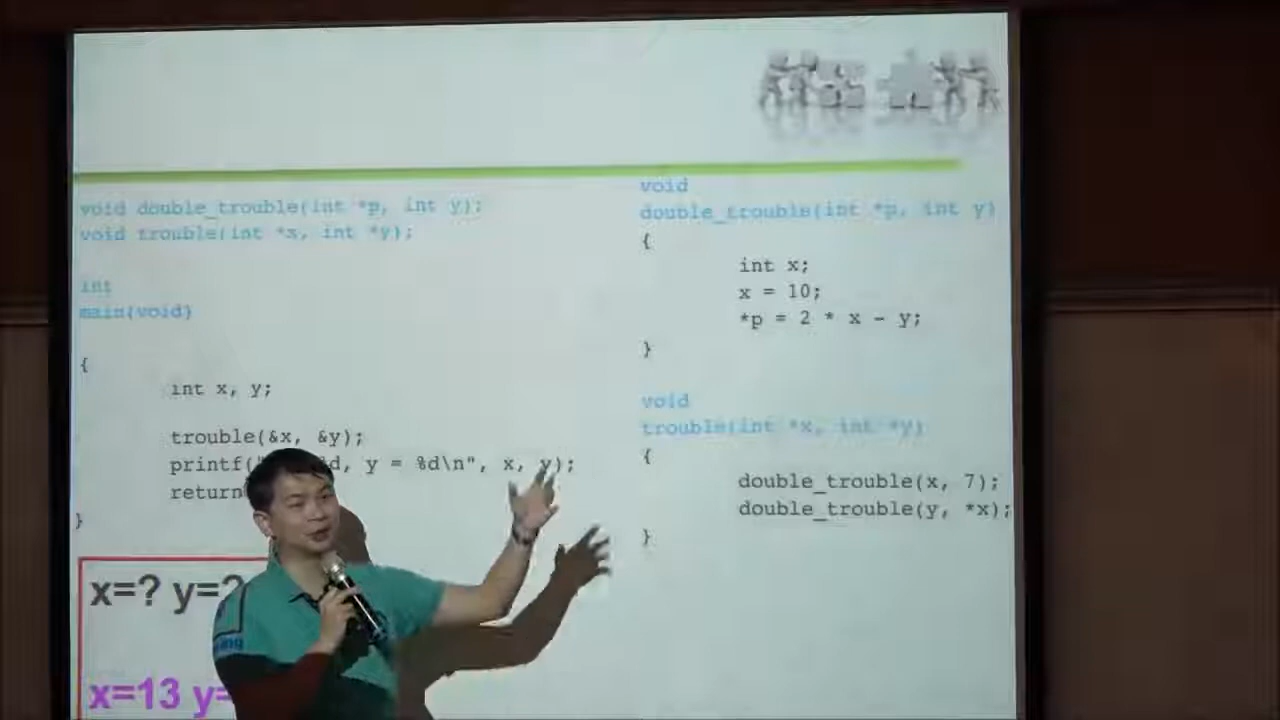 void double_trouble(int *p, int y);
void trouble(int *x, int *y);
int
main(void)
{
int x, y;
trouble(&x, &y);
printf(" d, y = %d\n", x, y);
return
}
x=? y=?
x=13 y=
void
double_trouble(int *p, int y)
{
int x;
x = 10;
*p = 2 * x - y;
}
void
trouble(int *x, int *y)
{
double_trouble(x, 7);
double_trouble(y, *x);
}